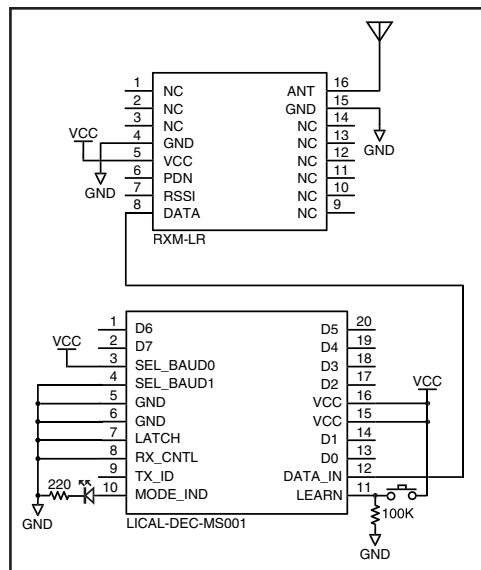 1 NC ANT 16
2 NC GND 15
3 NC NC 14
4 GND NC 13
VCC 5 VCC NC 12
6 PDN NC 11
7 RSSI NC 10
8 DATA NC 9
GND
GND
RXM-LR
1 D6 D5 20
2 D7 D4 19
VCC 3 SEL_BAUD0 D3 18
4 SEL_BAUD1 D2 17
5 GND VCC 16 VCC
6 GND VCC 15
7 LATCH D1 14
8 RX_CNTL D0 13
9 TX_ID DATA_IN 12
220 10 MODE_IND LEARN 11
100K
GND
GND
LICAL-DEC-MS001